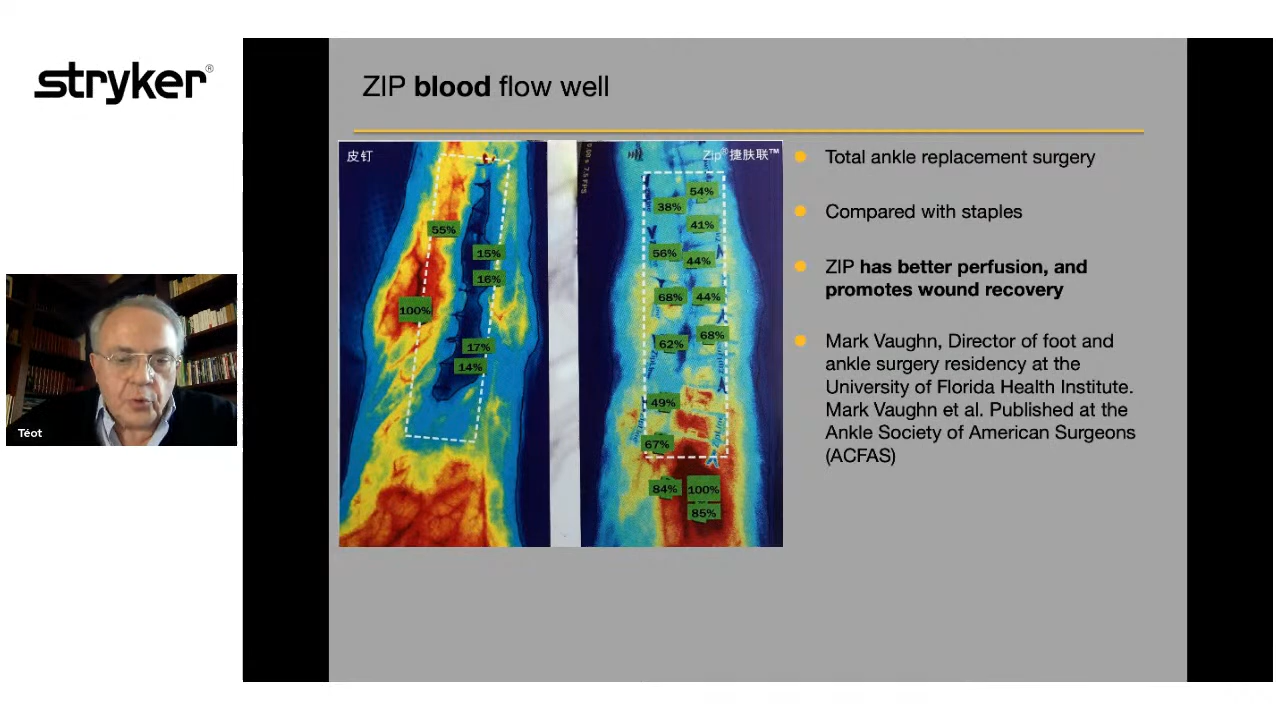 stryker®
ZIP blood flow well
皮钉
55%
15%
16%
100%
17%
14%
Zip®捷肤联™
54%
38%
41%
56%
44%
68%
44%
68%
62%
49%
67%
84%
100%
85%
Total ankle replacement surgery
Compared with staples
ZIP has better perfusion, and
promotes wound recovery
Mark Vaughn, Director of foot and
ankle surgery residency at the
University of Florida Health Institute.
Mark Vaughn et al. Published at the
Ankle Society of American Surgeons
(ACFAS)
Téot